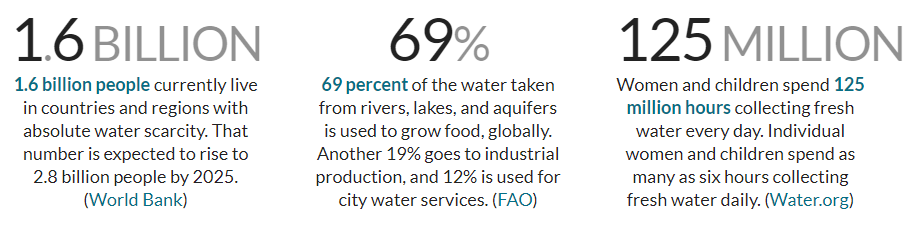 1.6 BILLION
1.6 billion people currently live
in countries and regions with
absolute water scarcity. That
number is expected to rise to
2.8 billion people by 2025.
(World Bank)
69%
69 percent of the water taken
from rivers, lakes, and aquifers
is used to grow food, globally.
Another 19% goes to industrial
production, and 12% is used for
city water services. (FAO)
125 MILLION
Women and children spend 125
million hours collecting fresh
water every day. Individual
women and children spend as
many as six hours collecting
fresh water daily. (Water.org)